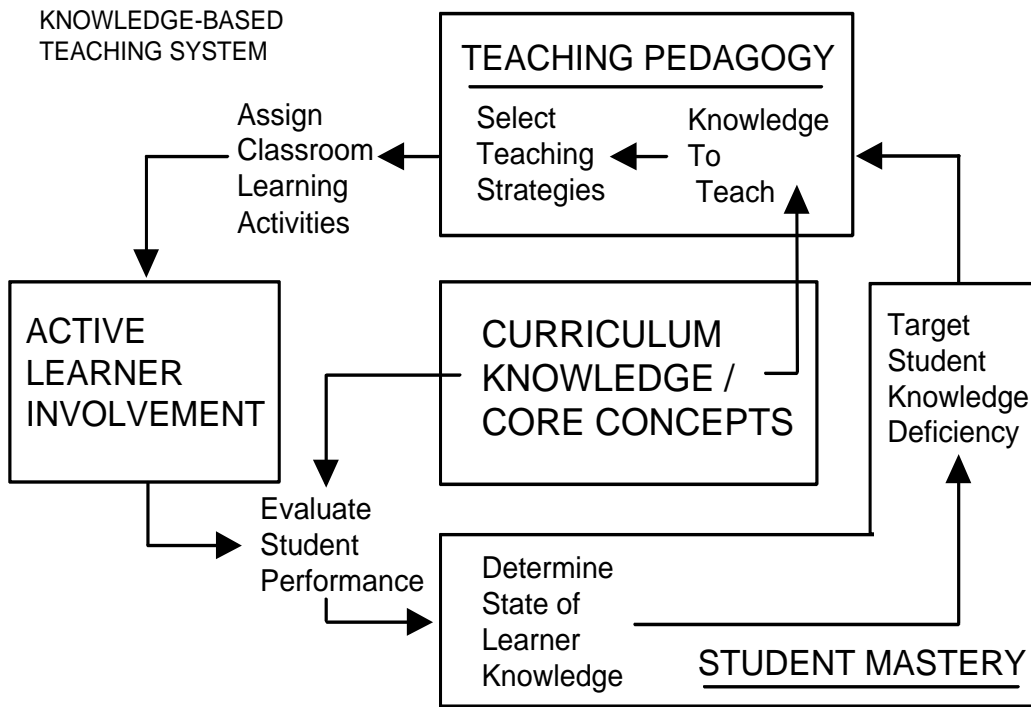 KNOWLEDGE-BASED
TEACHING SYSTEM
TEACHING PEDAGOGY
Assign
Classroom
Learning
Activities
Select
Teaching
Strategies
Knowledge
To
Teach
ACTIVE
LEARNER
INVOLVEMENT
CURRICULUM
KNOWLEDGE /
CORE CONCEPTS
Target
Student
Knowledge
Deficiency
Evaluate
Student
Performance
Determine
State of
Learner
Knowledge
STUDENT MASTERY